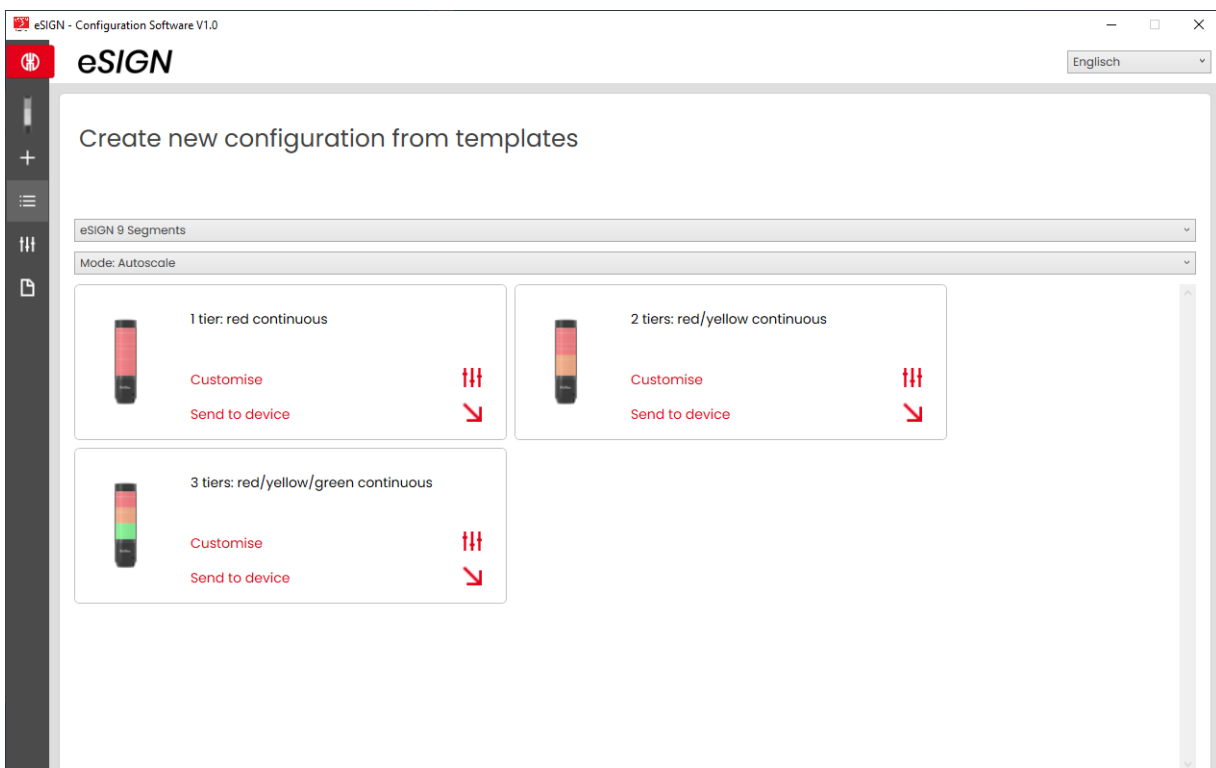 eSIGN - Configuration Software V1.0
eSIGN
Englisch
Create new configuration from templates
eSIGN 9 Segments
Mode: Autoscale
1 tier: red continuous
Customise
Send to device
2 tiers: red/yellow continuous
Customise
Send to device
3 tiers: red/yellow/green continuous
Customise
Send to device